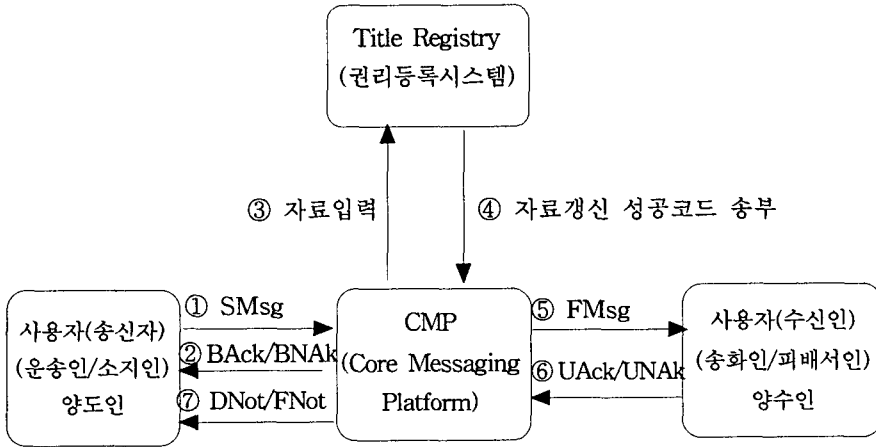 Title Registry
(권리등록시스템)
③ 자료입력
④ 자료갱신 성공코드 송부
사용자(송신자)
(운송인/소지인)
양도인
① SMsg
② BAck/BNAk
⑦ DNot/FNot
CMP
(Core Messaging
Platform)
⑤ FMsg
⑥ UAck/UNAk
사용자(수신인)
(송화인/피배서인)
양수인